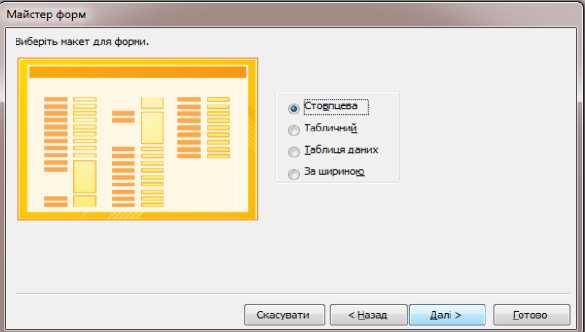 Майстер форм
Виберіть макет для форми.
Стовпцева
Табличний
Таблиця даних
За шириною
Скасувати
< Назад
Далі >
Готово